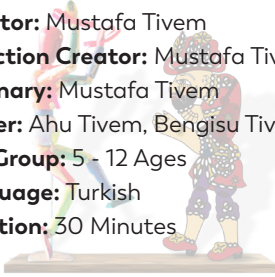 tor: Mustafa Tivem
ction Creator: Mustafa Tiv
nary: Mustafa Tivem
er: Ahu Tivem, Bengisu Tiv
Group: 5 - 12 Ages
uage: Turkish
tion: 30 Minutes